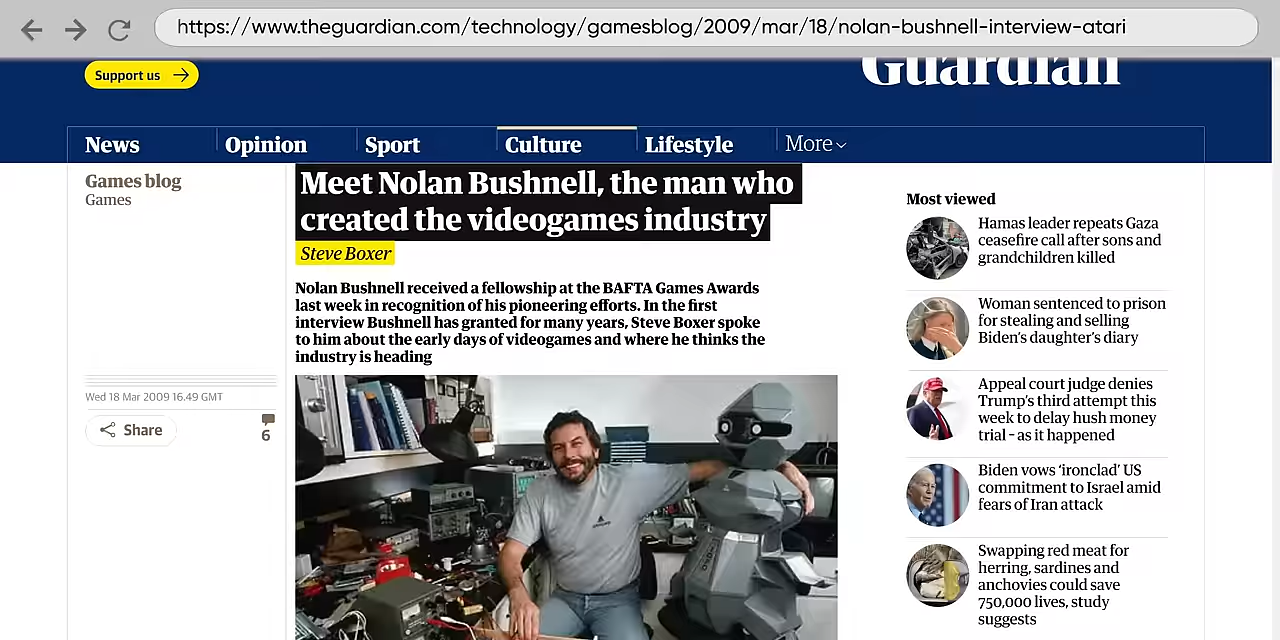 https://www.theguardian.com/technology/gamesblog/2009/mar/18/nolan-bushnell-interview-atari
Support us
Guardian
News
Opinion
Sport
Culture
Lifestyle
More
Games blog
Games
Meet Nolan Bushnell, the man who
created the videogames industry
Steve Boxer
Nolan Bushnell received a fellowship at the BAFTA Games Awards
last week in recognition of his pioneering efforts. In the first
interview Bushnell has granted for many years, Steve Boxer spoke
to him about the early days of videogames and where he thinks the
industry is heading
Wed 18 Mar 2009 16.49 GMT
Share
6
Most viewed
Hamas leader repeats Gaza
ceasefire call after sons and
grandchildren killed
Woman sentenced to prison
for stealing and selling
Biden's daughter's diary
Appeal court judge denies
Trump's third attempt this
week to delay hush money
trial – as it happened
Biden vows ‘ironclad’ US
commitment to Israel amid
fears of Iran attack
Swapping red meat for
herring, sardines and
anchovies could save
750,000 lives, study
suggests